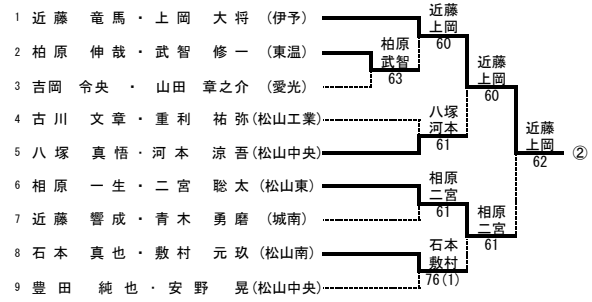 1 近藤 竜馬・上岡 大将 (伊予)
2 柏原 伸哉・武智 修一 (東温)
3 吉岡 令央 ・ 山田 章之介 (愛光)
4 古川 文章・重利 祐弥(松山工業)
5 八塚 真悟・河本 涼吾(松山中央)
6 相原 一生・二宮 聡太(松山東)
7 近藤 響成・青木 勇磨 (城南)
8 石本 真也・敷村 元玖(松山南)
9 豊田 純也・安野 晃(松山中央)
柏原
武智
63
近藤
上岡
60
八塚
河本
61
近藤
上岡
60
相原
二宮
61
石本
敷村
76(1)
相原
二宮
61
近藤
上岡
62
②